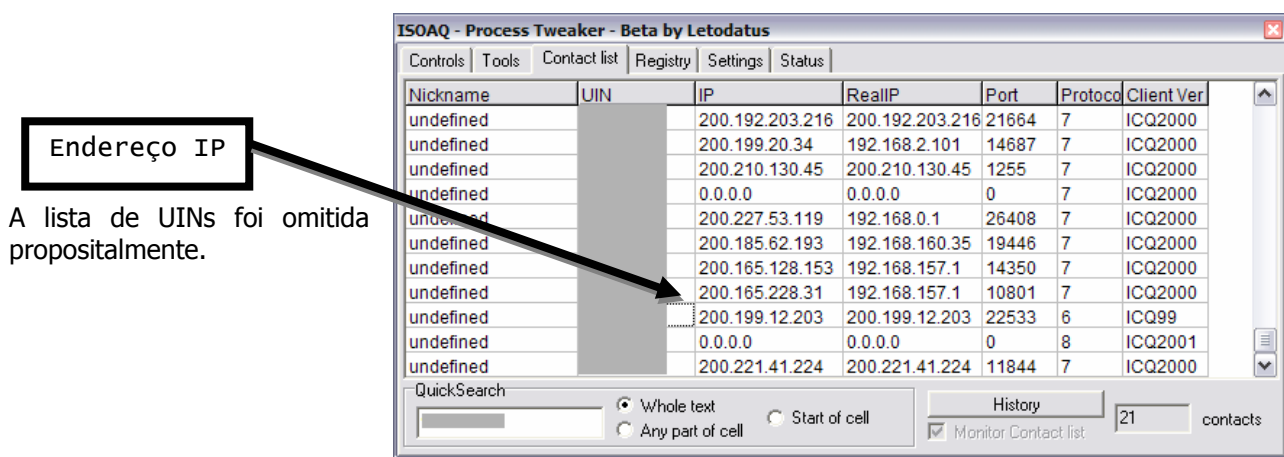 ISOAQ - Process Tweaker - Beta by Letodatus
Controls Tools Contact list Registry Settings Status
Nickname UIN IP RealIP Port Protoco Client Ver
undefined 200.192.203.216 200.192.203.216 21664 7 ICQ2000
undefined 200.199.20.34 192.168.2.101 14687 7 ICQ2000
undefined 200.210.130.45 200.210.130.45 1255 7 ICQ2000
undefined 0.0.0.0 0.0.0.0 0 7 ICQ2000
undefined 200.227.53.119 192.168.0.1 26408 7 ICQ2000
undefined 200.185.62.193 192.168.160.35 19446 7 ICQ2000
undefined 200.165.128.153 192.168.157.1 14350 7 ICQ2000
undefined 200.165.228.31 192.168.157.1 10801 7 ICQ2000
undefined 200.199.12.203 200.199.12.203 22533 6 ICQ99
undefined 0.0.0.0 0.0.0.0 0 8 ICQ2001
undefined 200.221.41.224 200.221.41.224 11844 7 ICQ2000
QuickSearch
Whole text
Any part of cell
Start of cell
History
Monitor Contact list
21 contacts
Endereço IP
A lista de UINs foi omitida
propositalmente.